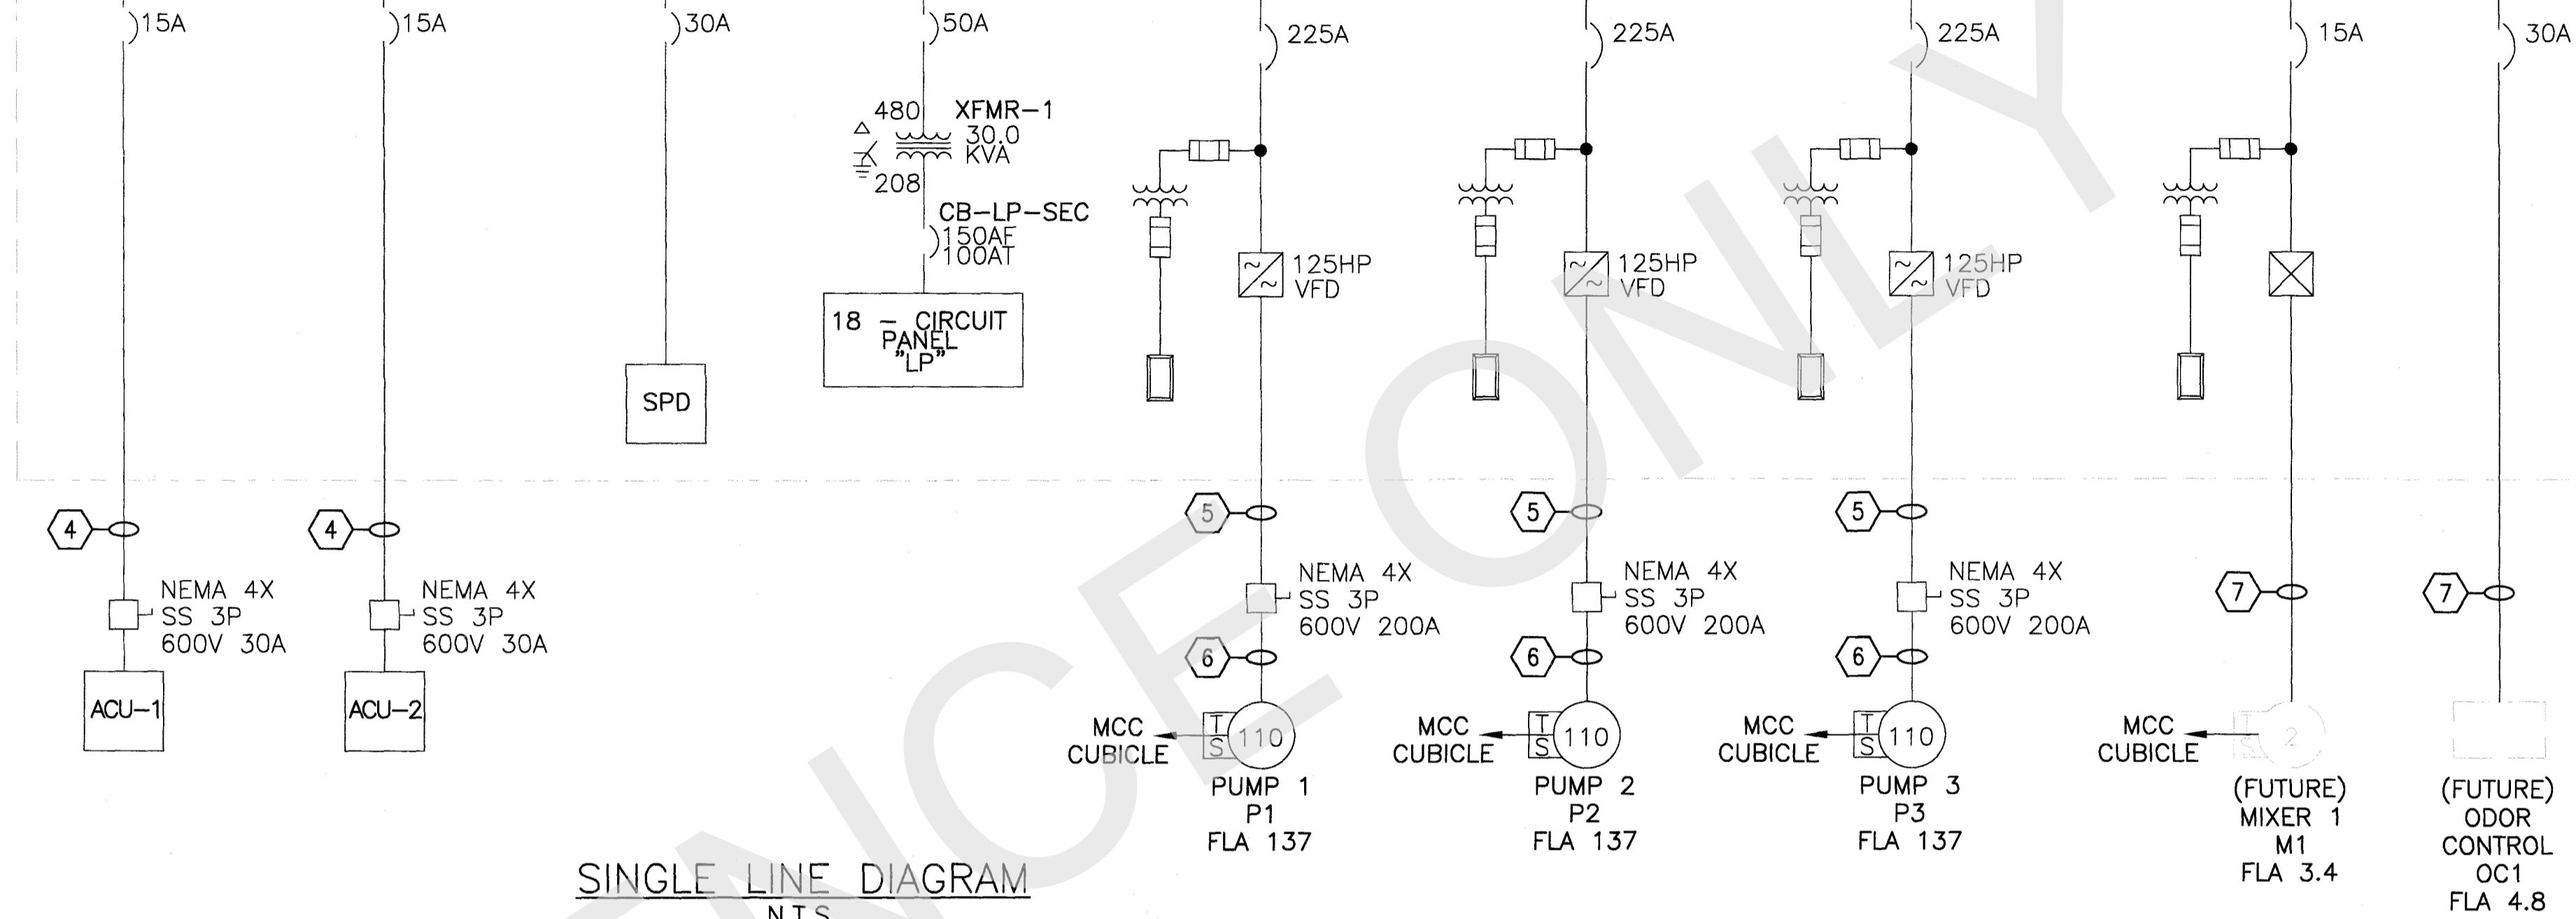 15A
15A
30A
50A
225A
225A
225A
15A
30A
480
XFMR-1
30.0
KVA
208
CB-LP-SEC
150AF
100AT
125HP
VFD
125HP
VFD
125HP
VFD
18 - CIRCUIT
PANEL
"LP"
SPD
4
4
5
5
5
NEMA 4X
SS 3P
600V 30A
NEMA 4X
SS 3P
600V 30A
NEMA 4X
SS 3P
600V 200A
NEMA 4X
SS 3P
600V 200A
NEMA 4X
SS 3P
600V 200A
7
7
6
6
6
ACU-1
ACU-2
MCC
CUBICLE
T
S
110
MCC
CUBICLE
T
S
110
MCC
CUBICLE
T
S
110
MCC
CUBICLE
T
S
2
PUMP 1
P1
FLA 137
PUMP 2
P2
FLA 137
PUMP 3
P3
FLA 137
(FUTURE)
MIXER 1
M1
FLA 3.4
(FUTURE)
ODOR
CONTROL
OC1
FLA 4.8
SINGLE LINE DIAGRAM
N.T.S.
NCE ONLY